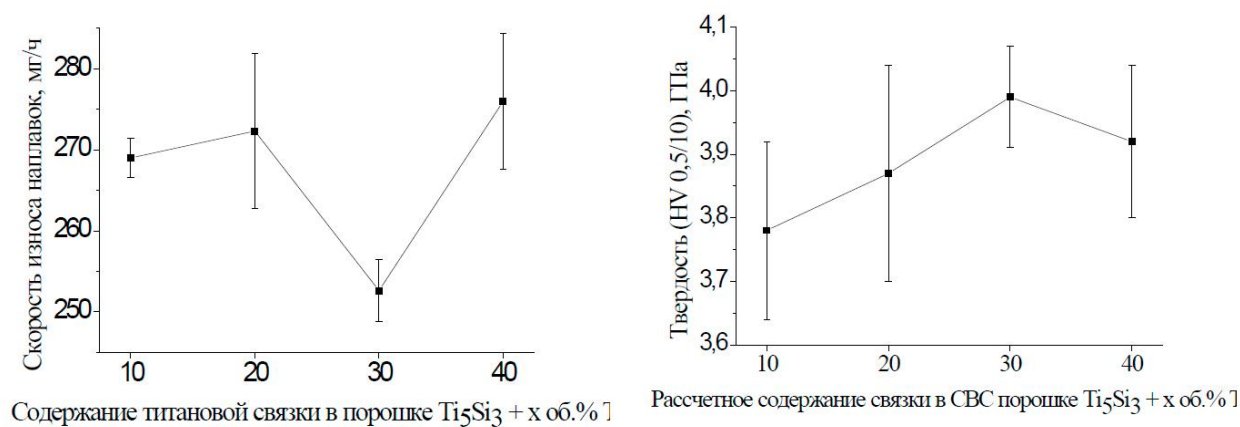 Скорость износа наплавок, мг/ч
280
270
260
250
10 20 30 40
Содержание титановой связки в порошке Ti5Si3 + x об.%
Твердость (HV 0,5/10), ГПа
4,1
4,0
3,9
3,8
3,7
3,6
10 20 30 40
Рассчетное содержание связки в СВС порошке Ti5Si3 + x об.%